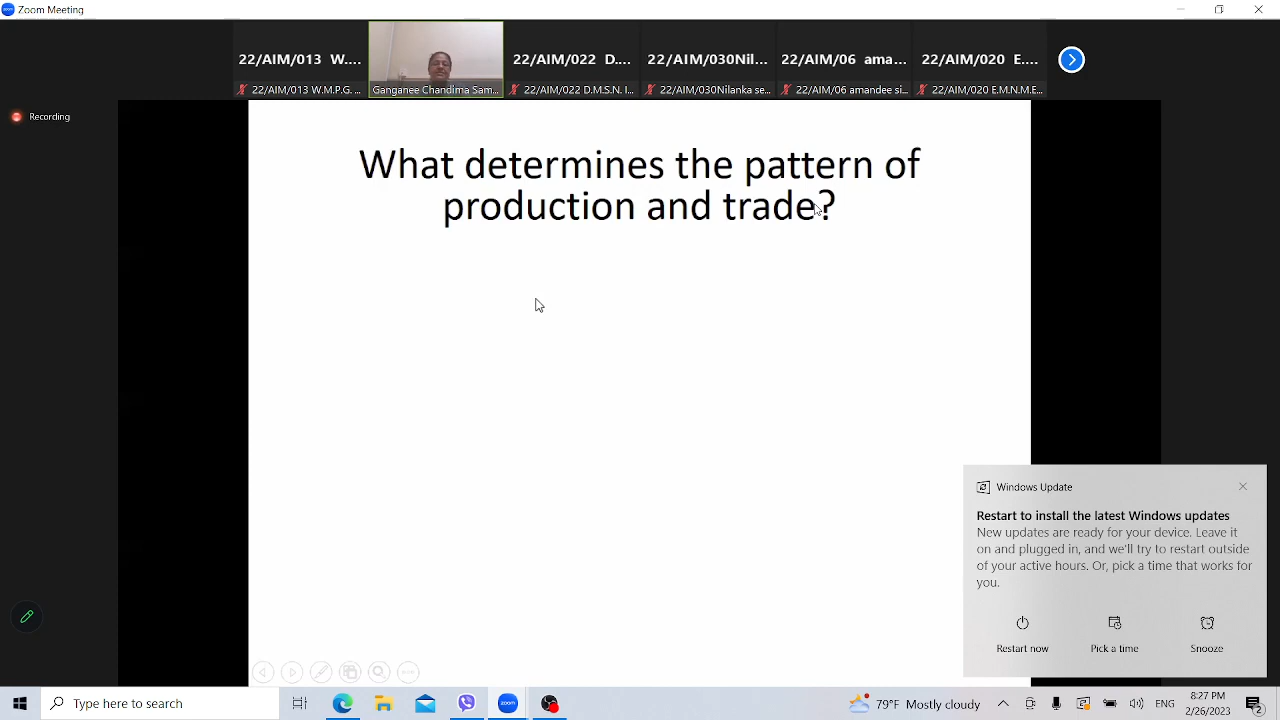 Zoom Meeting
22/AIM/013 W....
22/AIM/022 D....
22/AIM/030Nil...
22/AIM/06 ama...
22/AIM/020 E....
22/AIM/013 W.M.P.G. ...
Ganganee Chandima Sam...
22/AIM/022 D.M.S.N. I...
22/AIM/030Nilanka se...
22/AIM/06 amandee si...
22/AIM/020 E.M.N.M.E...
Recording
What determines the pattern of
production and trade?
Windows Update
Restart to install the latest Windows updates
New updates are ready for your device. Leave it
on and plugged in, and we'll try to restart outside
of your active hours. Or, pick a time that works for
you.
Restart now
Pick a time
Snooze
Type here to search
zoom
79°F Mostly cloudy
ENG
8:27 PM
2/26/2023
2